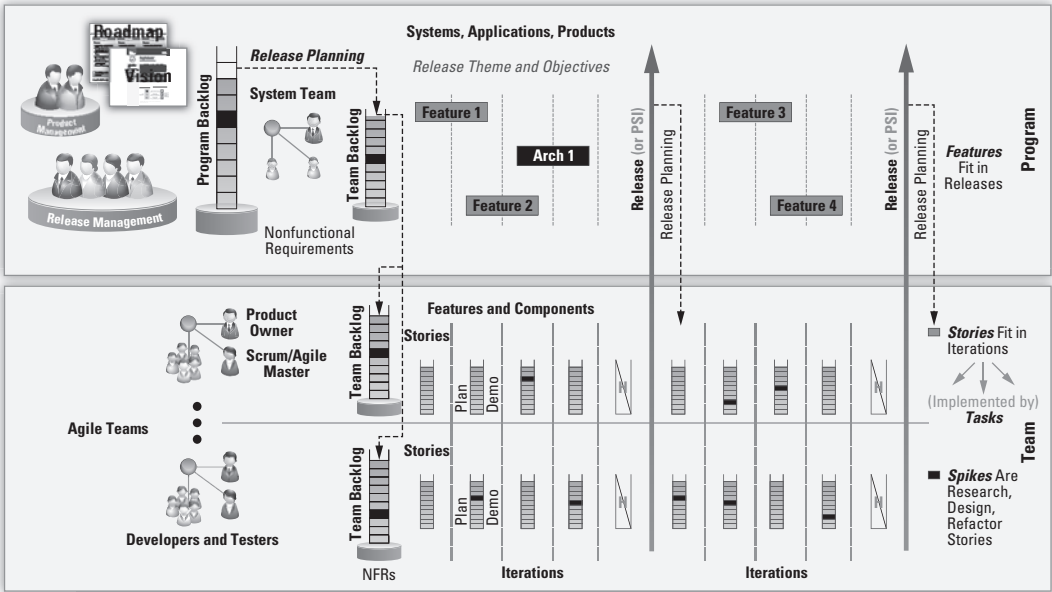 Roadmap
Vision
Product
Management
Release Management
Program Backlog
Release Planning
System Team
Team Backlog
Nonfunctional
Requirements
Systems, Applications, Products
Release Theme and Objectives
Feature 1
Arch 1
Feature 2
Release (or PSI)
Release Planning
Feature 3
Feature 4
Release (or PSI)
Release Planning
Features
Fit in
Releases
Program
Product
Owner
Scrum/Agile
Master
Agile Teams
Developers and Testers
Team Backlog
Features and Components
Stories
Plan
Demo
H
H
Team Backlog
Stories
Plan
Demo
H
H
NFRs
Iterations
Iterations
Stories Fit in
Iterations
(Implemented by)
Tasks
Team
Spikes Are
Research,
Design,
Refactor
Stories